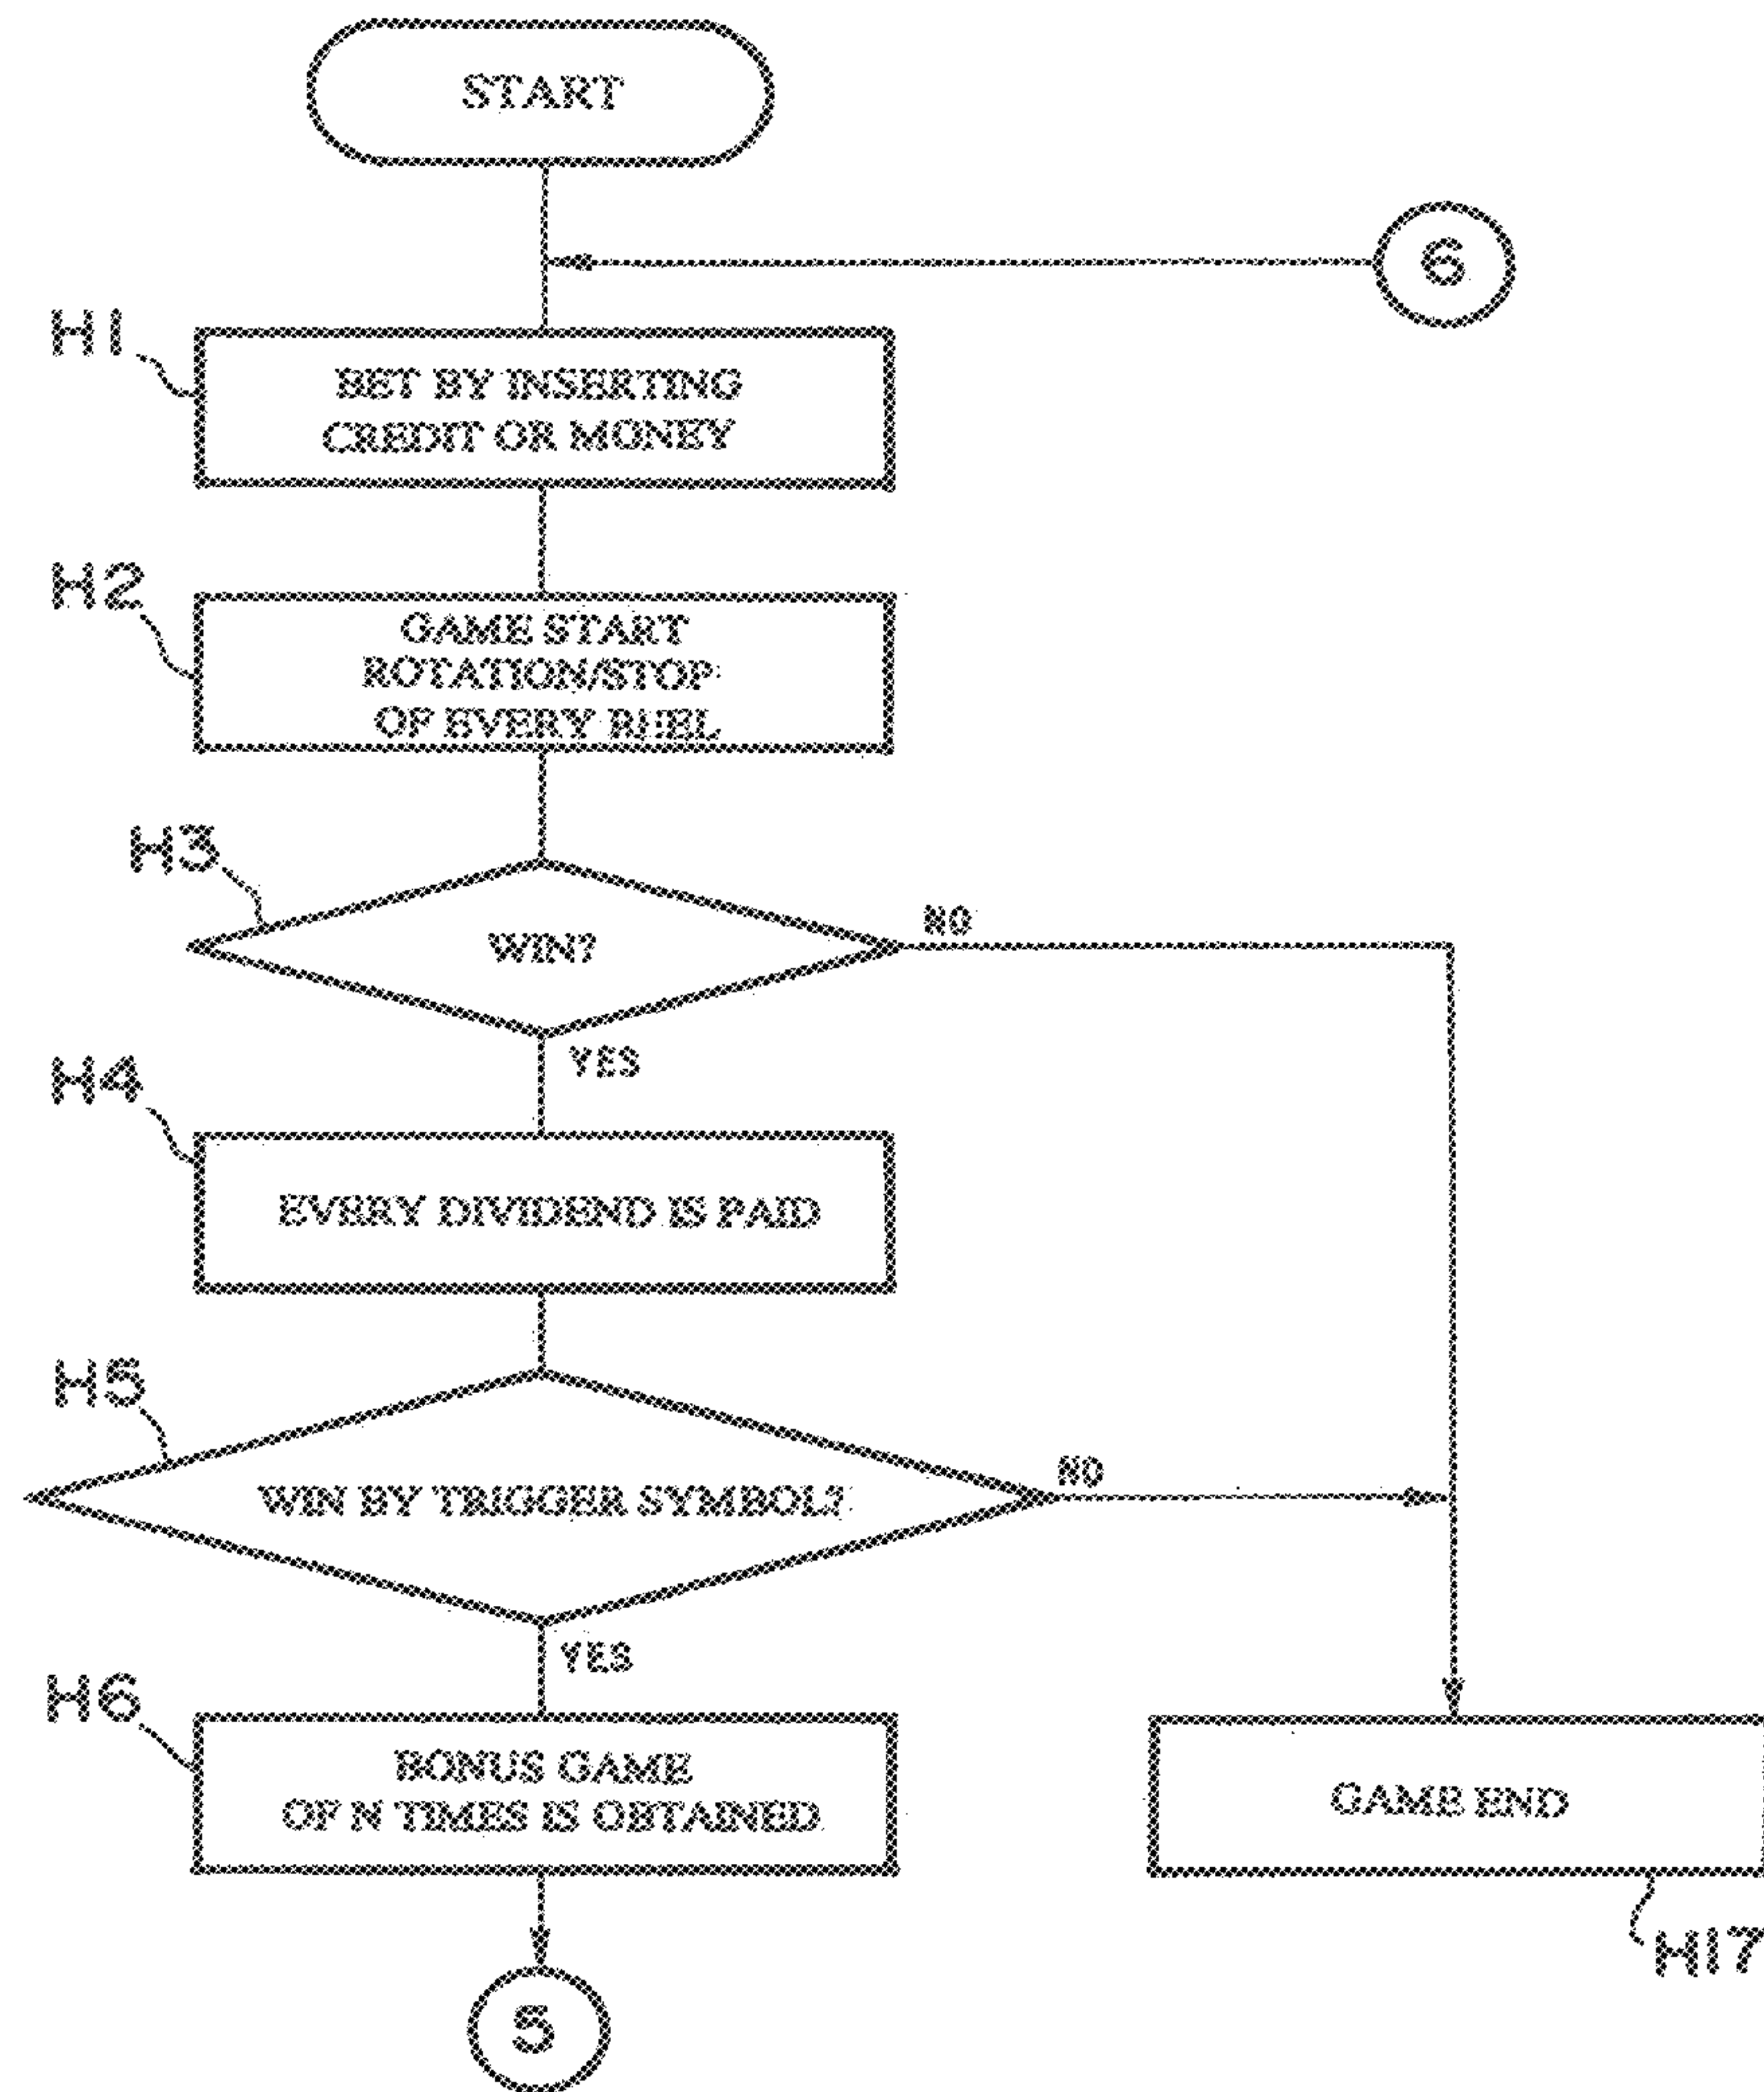 START
6
H1
BET BY INSERTING
CREDIT OR MONEY
H2
GAME START
ROTATION/STOP
OF EVERY
H3
WIN?
NO
YES
H4
EVERY DIVIDEND IS PAID
H5
WIN BY TRIGGER SYMBOL?
NO
YES
H6
BONUS GAME
OF N TIMES IS OBTAINED
GAME END
H17
5